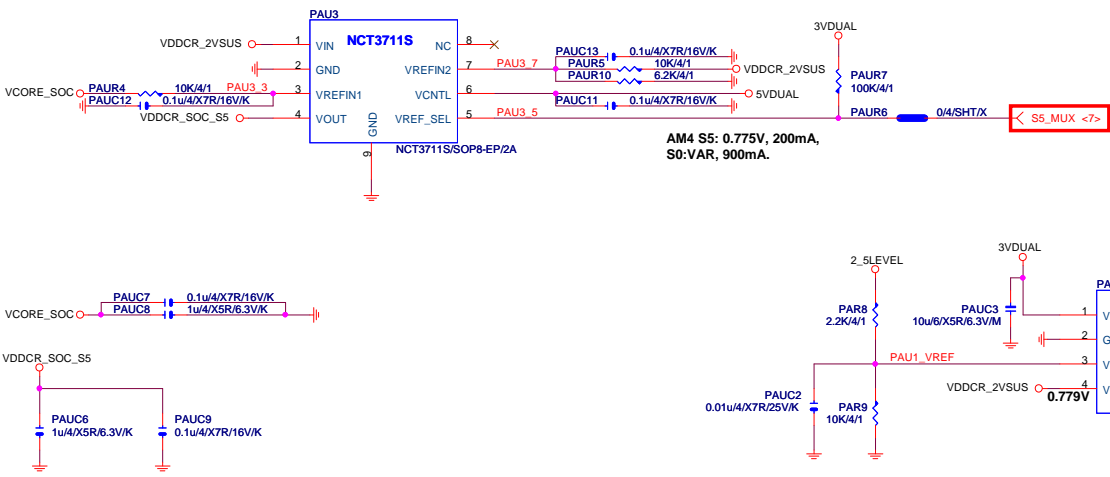 PAU3
NCT3711S
VDDCR_2VSUS
1
VIN
NC
8
2
GND
VREFIN2
7
PAU3_7
PAUC13
0.1u/4/X7R/16V/K
PAUR5
10K/4/1
VDDCR_2VSUS
PAUR10
6.2K/4/1
VCORE_SOC
PAUR4
10K/4/1
PAU3_3
3
VREFIN1
VCNTL
6
5VDUAL
PAUC12
0.1u/4/X7R/16V/K
PAUC11
0.1u/4/X7R/16V/K
VDDCR_SOC_S5
4
VOUT
VREF_SEL
5
PAU3_5
GND
9
NCT3711S/SOP8-EP/2A
3VDUAL
PAUR7
100K/4/1
PAUR6
0/4/SHT/X
S5_MUX <7>
AM4 S5: 0.775V, 200mA,
S0:VAR, 900mA.
VCORE_SOC
PAUC7
0.1u/4/X7R/16V/K
PAUC8
1u/4/X5R/6.3V/K
VDDCR_SOC_S5
PAUC6
1u/4/X5R/6.3V/K
PAUC9
0.1u/4/X7R/16V/K
2_5LEVEL
PAR8
2.2K/4/1
PAU1_VREF
PAUC2
0.01u/4/X7R/25V/K
PAR9
10K/4/1
3VDUAL
PAUC3
10u/6/X5R/6.3V/M
PA
1
V
2
G
3
V
VDDCR_2VSUS
4
V
0.779V